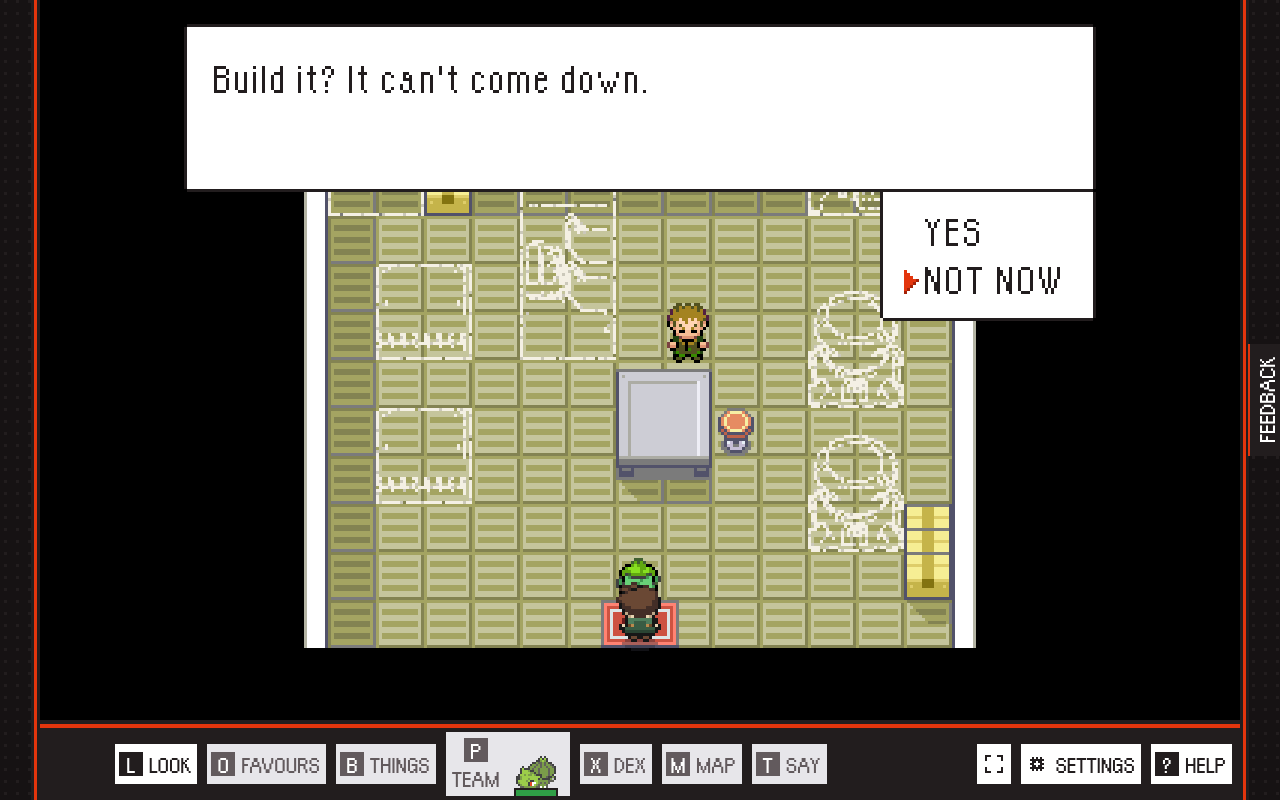 Build it? It can't come down.
YES
NOT NOW
FEEDBACK
L LOOK
O FAVOURS
B THINGS
P TEAM
X DEX
M MAP
T SAY
SETTINGS
? HELP